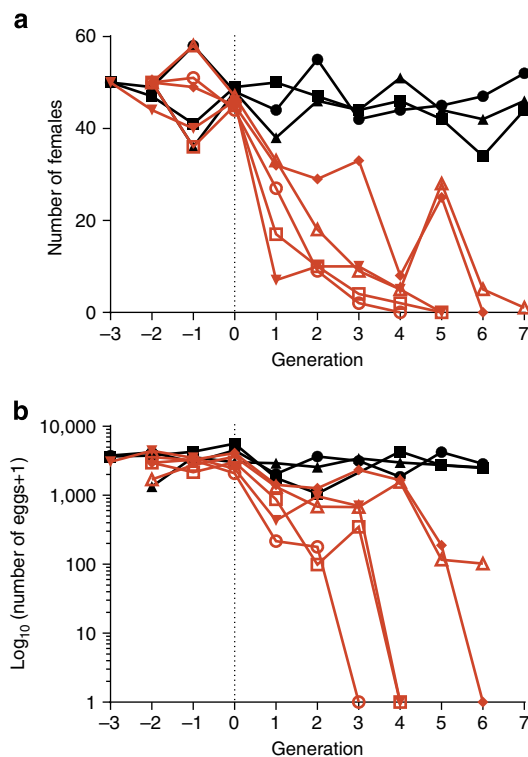 a
60
40
20
0
Number of females
–3 –2 –1 0 1 2 3 4 5 6 7
Generation
b
10,000
1,000
100
10
1
Log10 (number of eggs+1)
–3 –2 –1 0 1 2 3 4 5 6 7
Generation